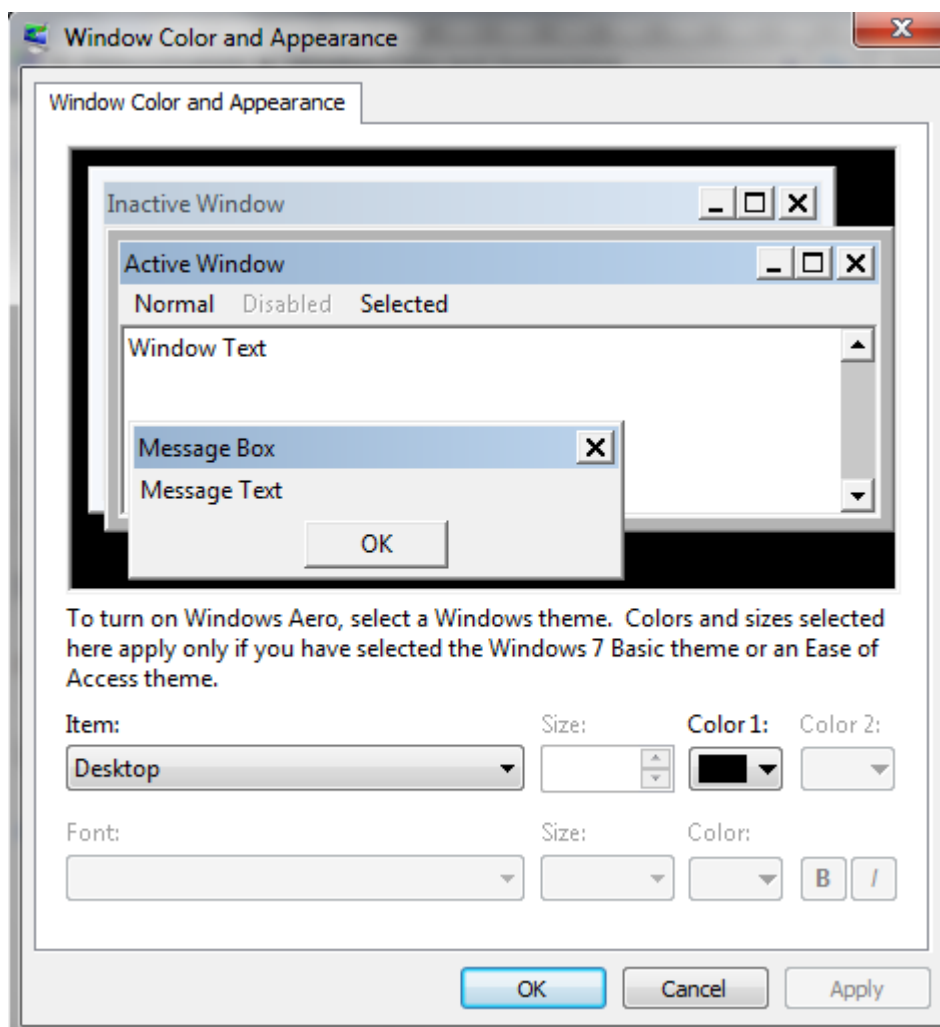 Window Color and Appearance
Window Color and Appearance
Inactive Window
Active Window
Normal Disabled Selected
Window Text
Message Box
Message Text
OK
To turn on Windows Aero, select a Windows theme.  Colors and sizes selected
here apply only if you have selected the Windows 7 Basic theme or an Ease of
Access theme.
Item: Size: Color 1: Color 2:
Desktop
Font: Size: Color:
B I
OK Cancel Apply